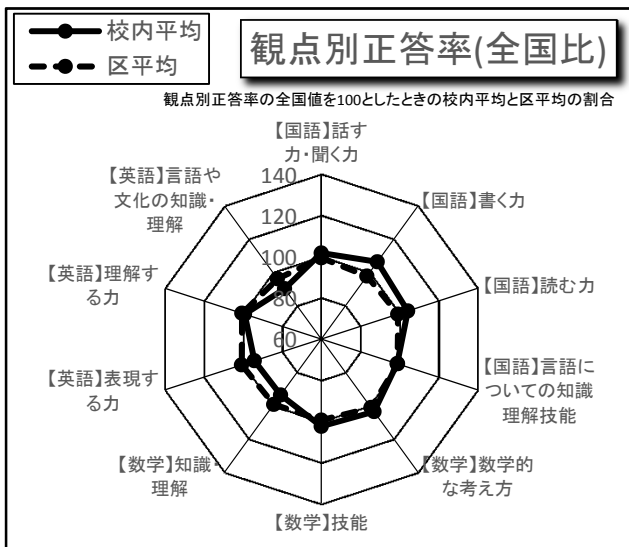 校内平均
区平均
観点別正答率(全国比)
観点別正答率の全国値を100としたときの校内平均と区平均の割合
【国語】話す
力・聞く力
【国語】書く力
【国語】読む力
【国語】言語に
ついての知識
理解技能
【数学】数学的
な考え方
【数学】技能
【数学】知識・
理解
【英語】表現す
る力
【英語】理解す
る力
【英語】言語や
文化の知識・
理解
140
120
100
80
60